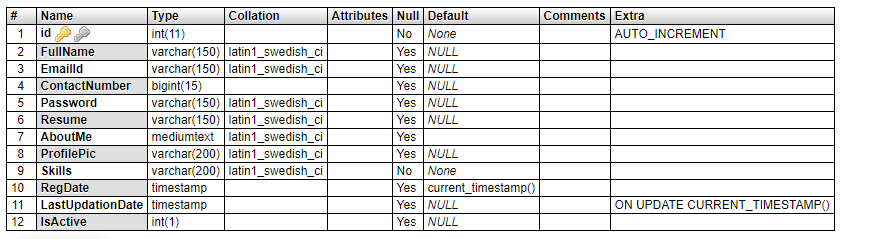 # Name Type Collation Attributes Null Default Comments Extra
1 id int(11) No None AUTO_INCREMENT
2 FullName varchar(150) latin1_swedish_ci Yes NULL
3 EmailId varchar(150) latin1_swedish_ci Yes NULL
4 ContactNumber bigint(15) Yes NULL
5 Password varchar(150) latin1_swedish_ci Yes NULL
6 Resume varchar(150) latin1_swedish_ci Yes NULL
7 AboutMe mediumtext latin1_swedish_ci Yes
8 ProfilePic varchar(200) latin1_swedish_ci Yes NULL
9 Skills varchar(200) latin1_swedish_ci No None
10 RegDate timestamp Yes current_timestamp()
11 LastUpdationDate timestamp Yes NULL ON UPDATE CURRENT_TIMESTAMP()
12 IsActive int(1) Yes NULL